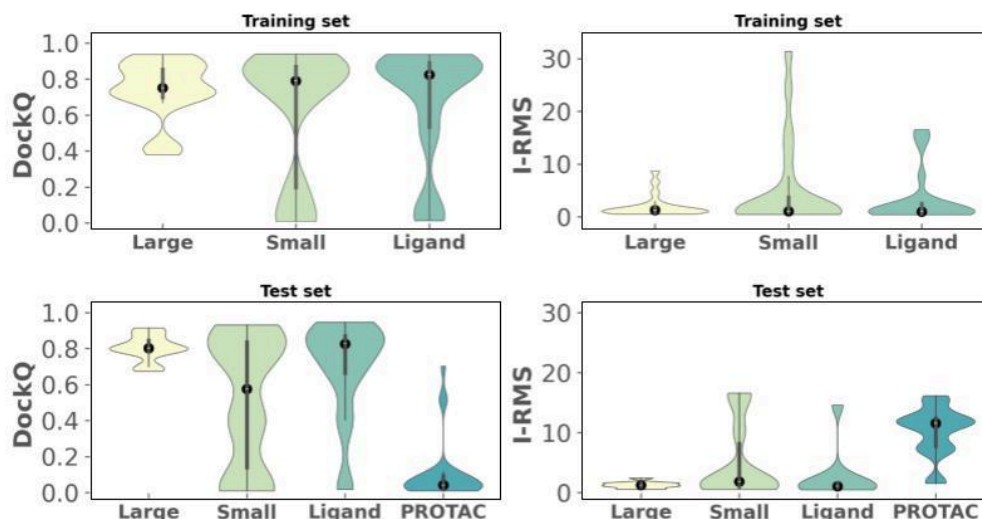 Training set
DockQ
1.0
0.8
0.6
0.4
0.2
0.0
Large Small Ligand
Training set
I-RMS
30
20
10
0
Large Small Ligand
Test set
DockQ
1.0
0.8
0.6
0.4
0.2
0.0
Large Small Ligand PROTAC
Test set
I-RMS
30
20
10
0
Large Small Ligand PROTAC